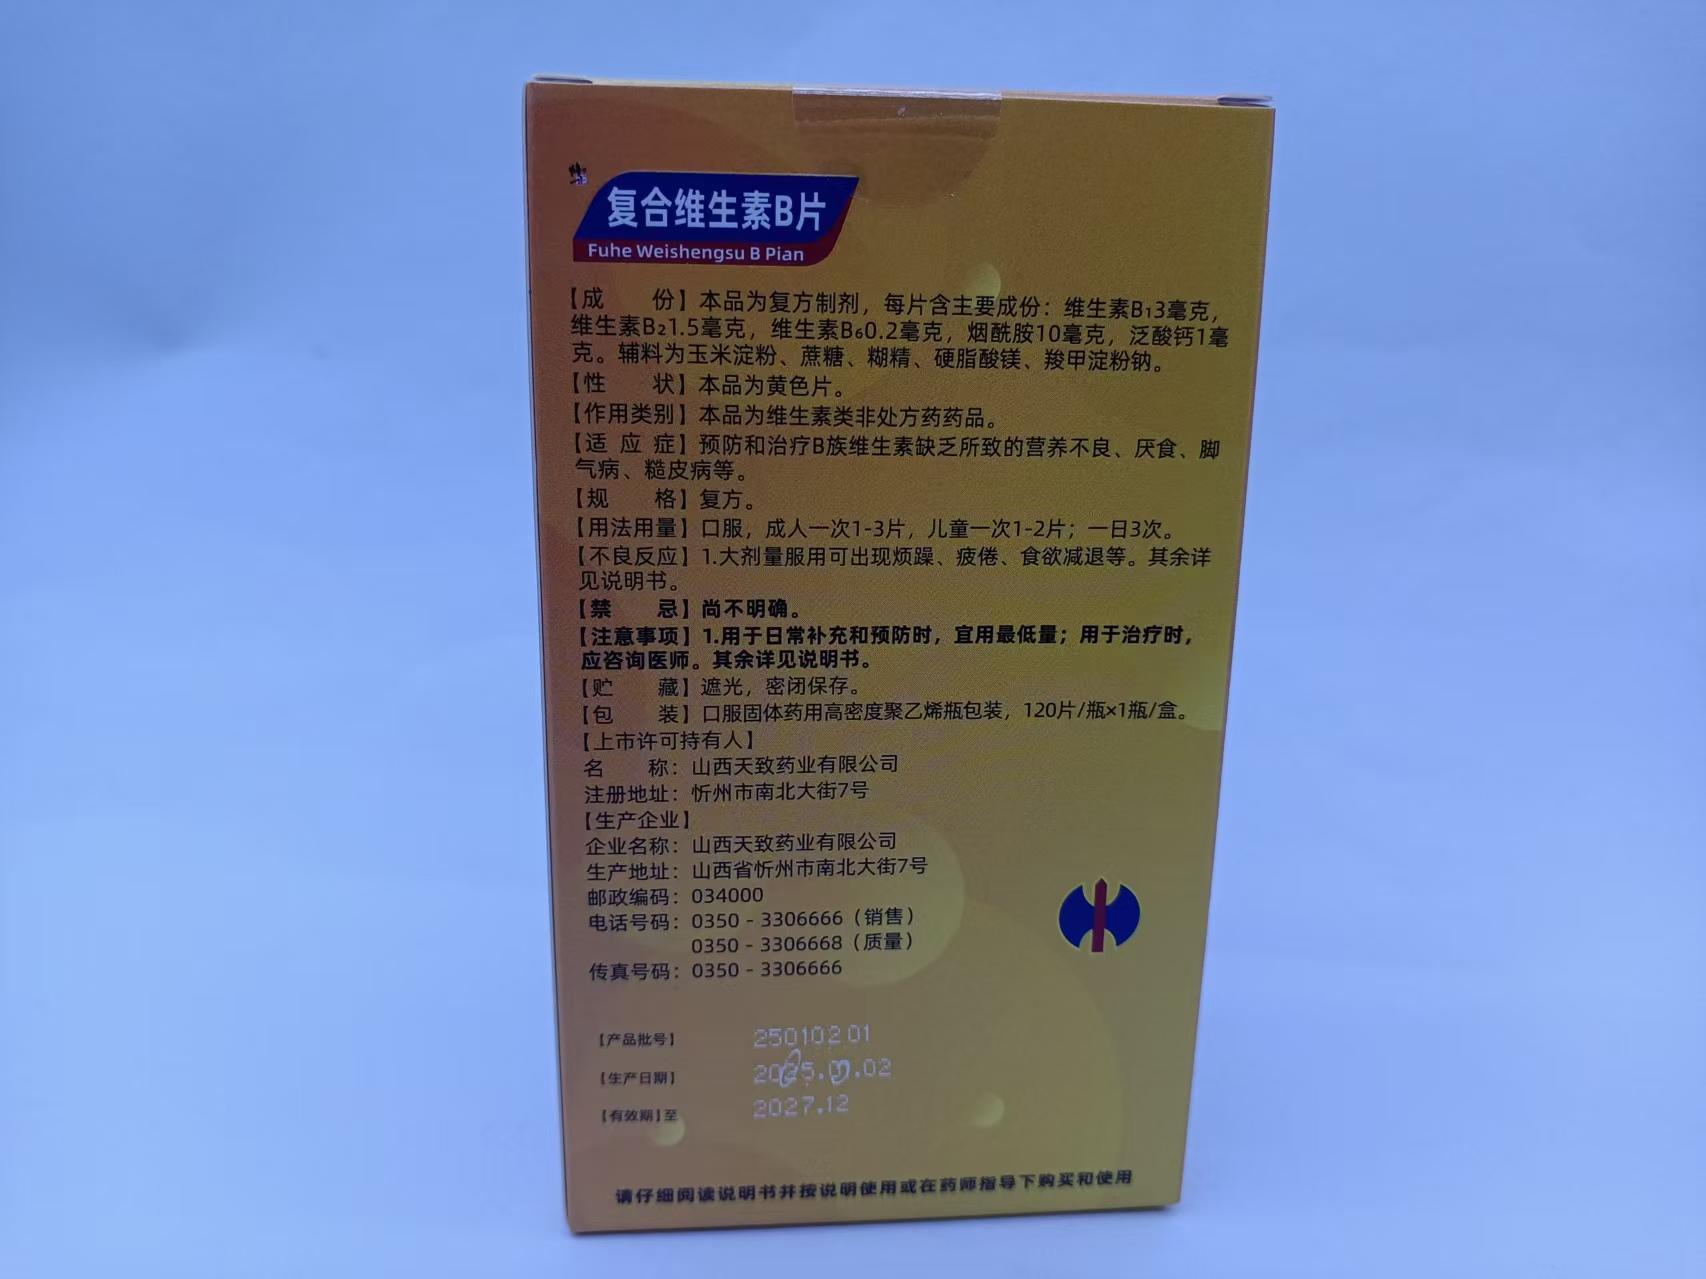 复合维生素B片
Fuhe Weishengsu B Pian
【成 份】本品为复方制剂，每片含主要成份：维生素B₁3毫克，
维生素B₂1.5毫克，维生素B₆0.2毫克，烟酰胺10毫克，泛酸钙1毫
克。辅料为玉米淀粉、蔗糖、糊精、硬脂酸镁、羧甲淀粉钠。
【性 状】本品为黄色片。
【作用类别】本品为维生素类非处方药药品。
【适 应 症】预防和治疗B族维生素缺乏所致的营养不良、厌食、脚
气病、糙皮病等。
【规 格】复方。
【用法用量】口服，成人一次1-3片，儿童一次1-2片；一日3次。
【不良反应】1.大剂量服用可出现烦躁、疲倦、食欲减退等。其余详
见说明书。
【禁 忌】尚不明确。
【注意事项】1.用于日常补充和预防时，宜用最低量；用于治疗时，
应咨询医师。其余详见说明书。
【贮 藏】遮光，密闭保存。
【包 装】口服固体药用高密度聚乙烯瓶包装，120片/瓶×1瓶/盒。
【上市许可持有人】
名 称：山西天致药业有限公司
注册地址：忻州市南北大街7号
【生产企业】
企业名称：山西天致药业有限公司
生产地址：山西省忻州市南北大街7号
邮政编码：034000
电话号码：0350 - 3306666（销售）
0350 - 3306668（质量）
传真号码：0350 - 3306666
【产品批号】 25010201
【生产日期】 2025.01.02
【有效期】至 2027.12
请仔细阅读说明书并按说明使用或在药师指导下购买和使用